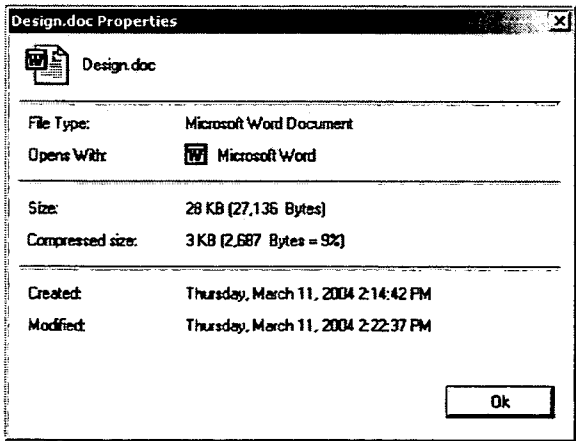 Design.doc Properties
Design.doc
File Type: Microsoft Word Document
Opens With: Microsoft Word
Size: 28 KB (27,136 Bytes)
Compressed size: 3 KB (2,687 Bytes = 9%)
Created: Thursday, March 11, 2004 2:14:42 PM
Modified: Thursday, March 11, 2004 2:22:37 PM
Ok